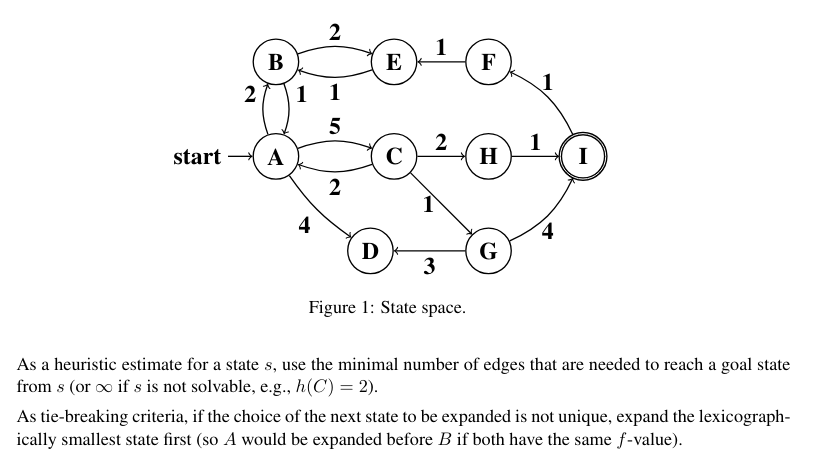 2
B
E
1
F
2
1
1
1
5
start
A
C
2
H
1
I
2
1
4
4
D
G
3
Figure 1: State space.
As a heuristic estimate for a state s, use the minimal number of edges that are needed to reach a goal state
from s (or ∞ if s is not solvable, e.g., h(C) = 2).
As tie-breaking criteria, if the choice of the next state to be expanded is not unique, expand the lexicograph-
ically smallest state first (so A would be expanded before B if both have the same f-value).